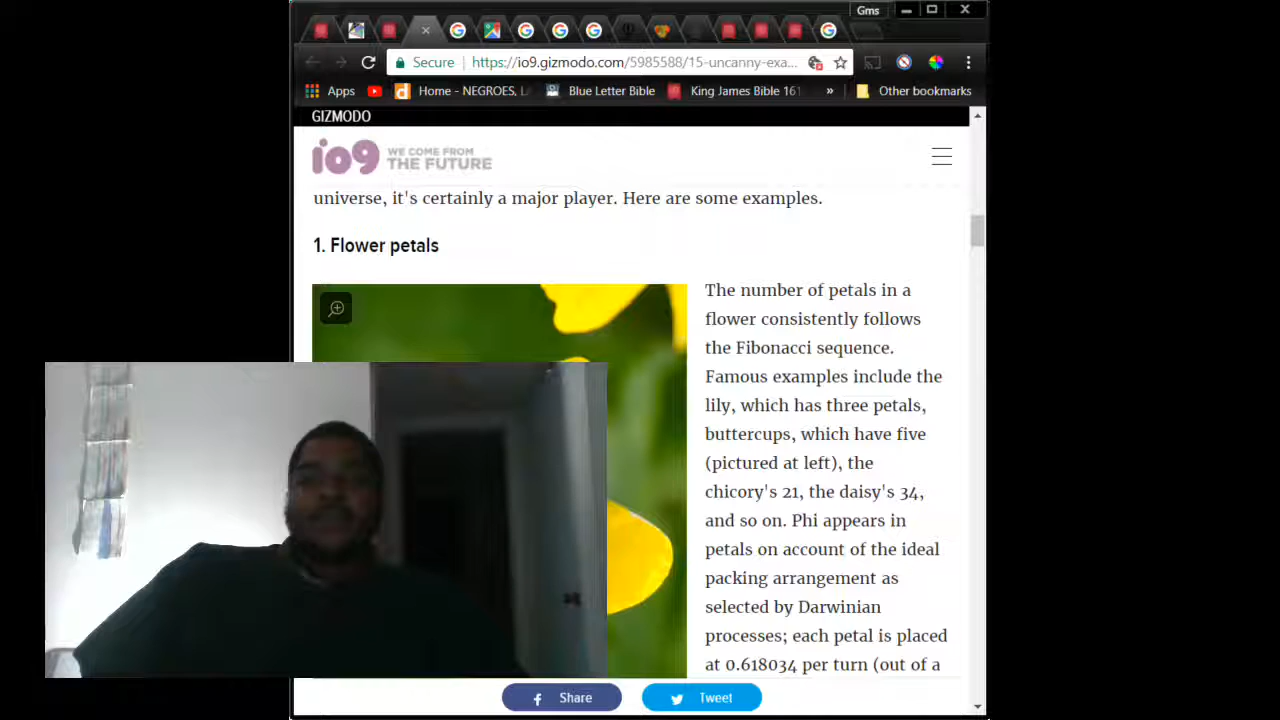 Gms
Secure https://io9.gizmodo.com/5985588/15-uncanny-exa...
Apps
Home - NEGROES, L
Blue Letter Bible
King James Bible 161
»
Other bookmarks
GIZMODO
io9 WE COME FROM
THE FUTURE
universe, it's certainly a major player. Here are some examples.
1. Flower petals
The number of petals in a
flower consistently follows
the Fibonacci sequence.
Famous examples include the
lily, which has three petals,
buttercups, which have five
(pictured at left), the
chicory's 21, the daisy's 34,
and so on. Phi appears in
petals on account of the ideal
packing arrangement as
selected by Darwinian
processes; each petal is placed
at 0.618034 per turn (out of a
Share
Tweet